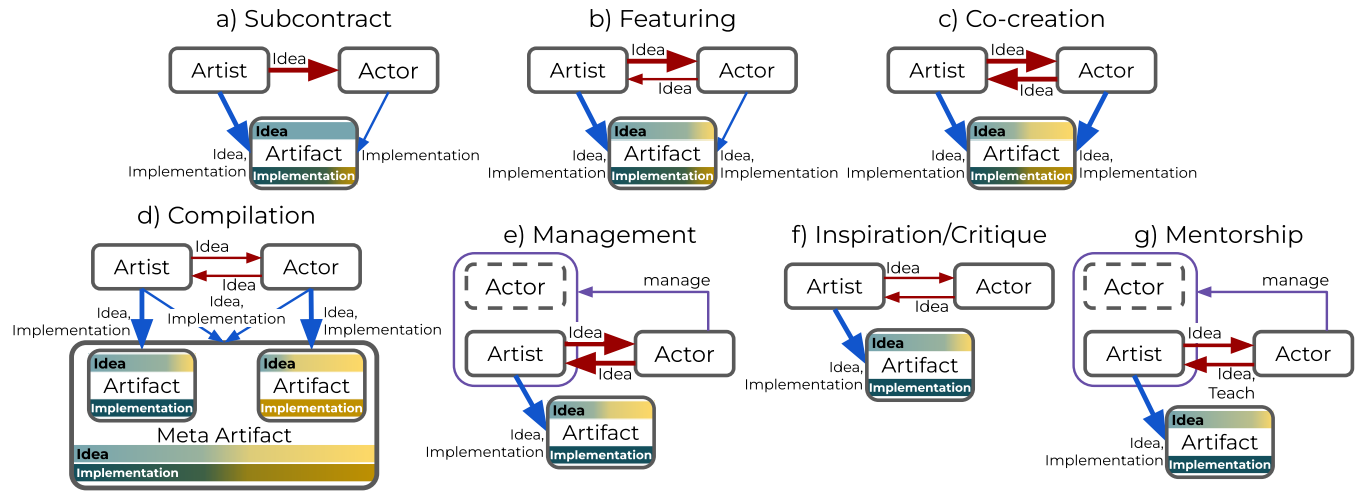 a) Subcontract
Idea
Artist
Actor
Idea
Artifact
Implementation
Idea,
Implementation
Implementation
b) Featuring
Idea
Artist
Actor
Idea
Idea
Artifact
Implementation
Idea,
Implementation
Idea,
Implementation
c) Co-creation
Idea
Artist
Actor
Idea
Idea
Artifact
Implementation
Idea,
Implementation
Idea,
Implementation
d) Compilation
Idea
Artist
Actor
Idea
Idea,
Implementation
Idea,
Implementation
Idea,
Implementation
Idea
Artifact
Implementation
Idea
Artifact
Implementation
Meta Artifact
Idea
Implementation
e) Management
Actor
manage
Idea
Artist
Actor
Idea
Idea
Artifact
Implementation
Idea,
Implementation
f) Inspiration/Critique
Idea
Artist
Actor
Idea
Idea
Artifact
Implementation
Idea,
Implementation
g) Mentorship
Actor
manage
Idea
Artist
Actor
Idea,
Teach
Idea
Artifact
Implementation
Idea,
Implementation